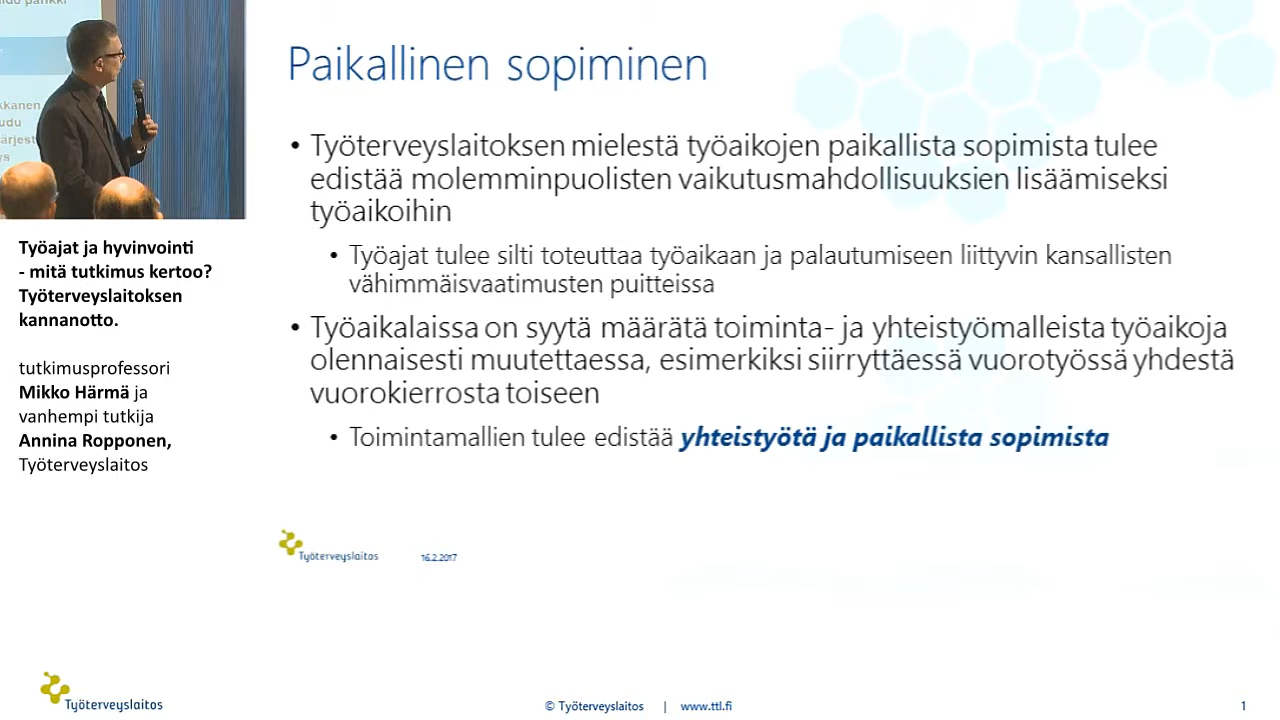 kkanen
Työajat ja hyvinvointi
- mitä tutkimus kertoo?
Työterveyslaitoksen
kannanotto.
tutkimusprofessori
Mikko Härmä ja
vanhempi tutkija
Annina Ropponen,
Työterveyslaitos
Paikallinen sopiminen
• Työterveyslaitoksen mielestä työaikojen paikallista sopimista tulee
edistää molemminpuolisten vaikutusmahdollisuuksien lisäämiseksi
työaikoihin
• Työajat tulee silti toteuttaa työaikaan ja palautumiseen liittyvin kansallisten
vähimmäisvaatimusten puitteissa
• Työaikalaissa on syytä määrätä toiminta- ja yhteistyömalleista työaikoja
olennaisesti muutettaessa, esimerkiksi siirryttäessä vuorotyössä yhdestä
vuorokierrosta toiseen
• Toimintamallien tulee edistää yhteistyötä ja paikallista sopimista
Työterveyslaitos
16.2.2017
Työterveyslaitos
© Työterveyslaitos | www.ttl.fi
1